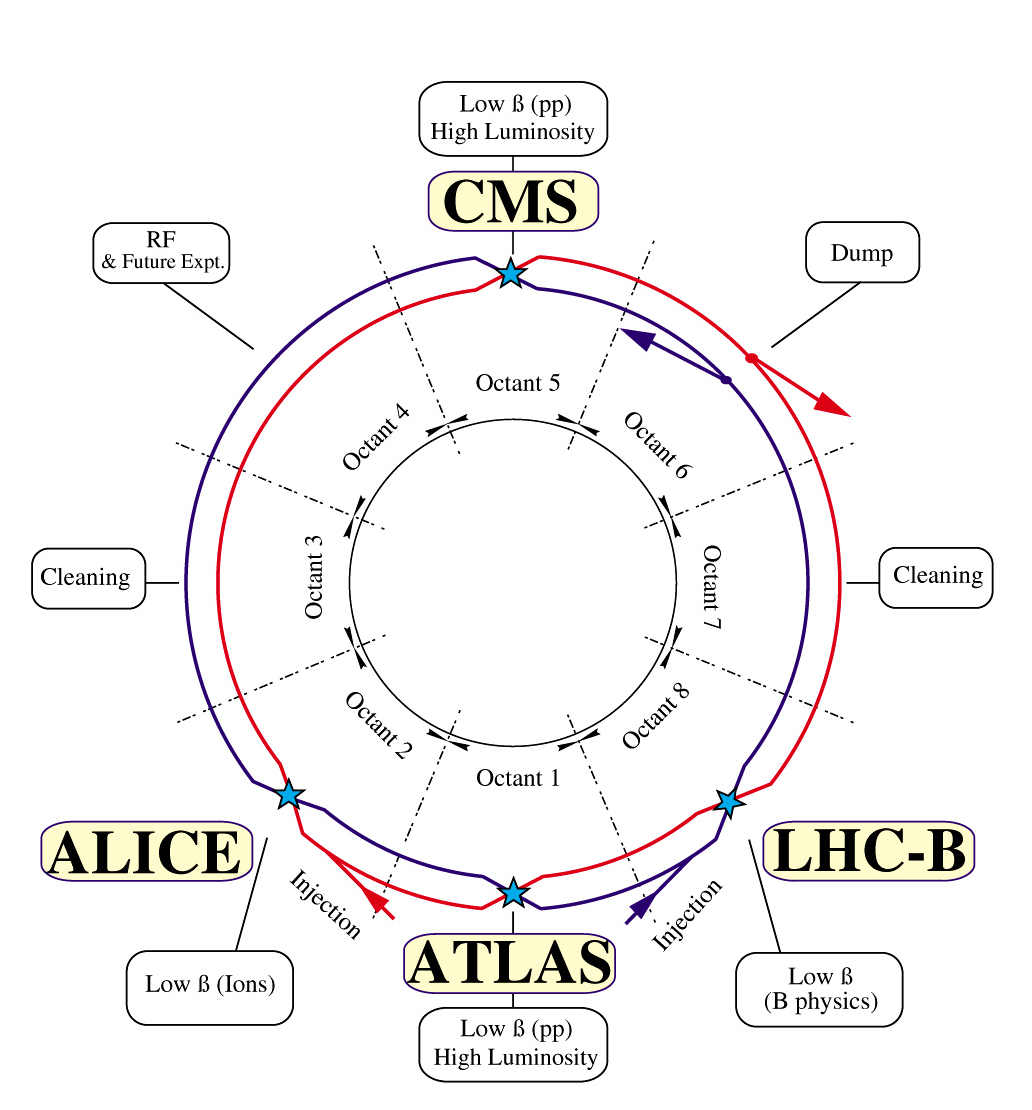 Low ß (pp)
High Luminosity
CMS
RF
& Future Expt.
Dump
Octant 5
Octant 4
Octant 6
Cleaning
Octant 3
Octant 7
Cleaning
Octant 2
Octant 8
Octant 1
ALICE
LHC-B
Injection
Injection
ATLAS
Low ß (Ions)
Low ß
(B physics)
Low ß (pp)
High Luminosity